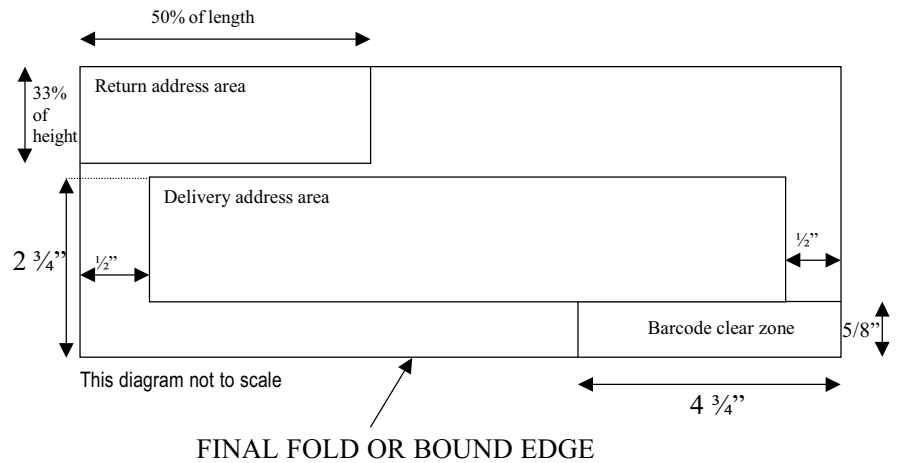 50% of length
33%
of
height
Return address area
Delivery address area
2 ¾”
½”
½”
Barcode clear zone
5/8”
This diagram not to scale
4 ¾”
FINAL FOLD OR BOUND EDGE